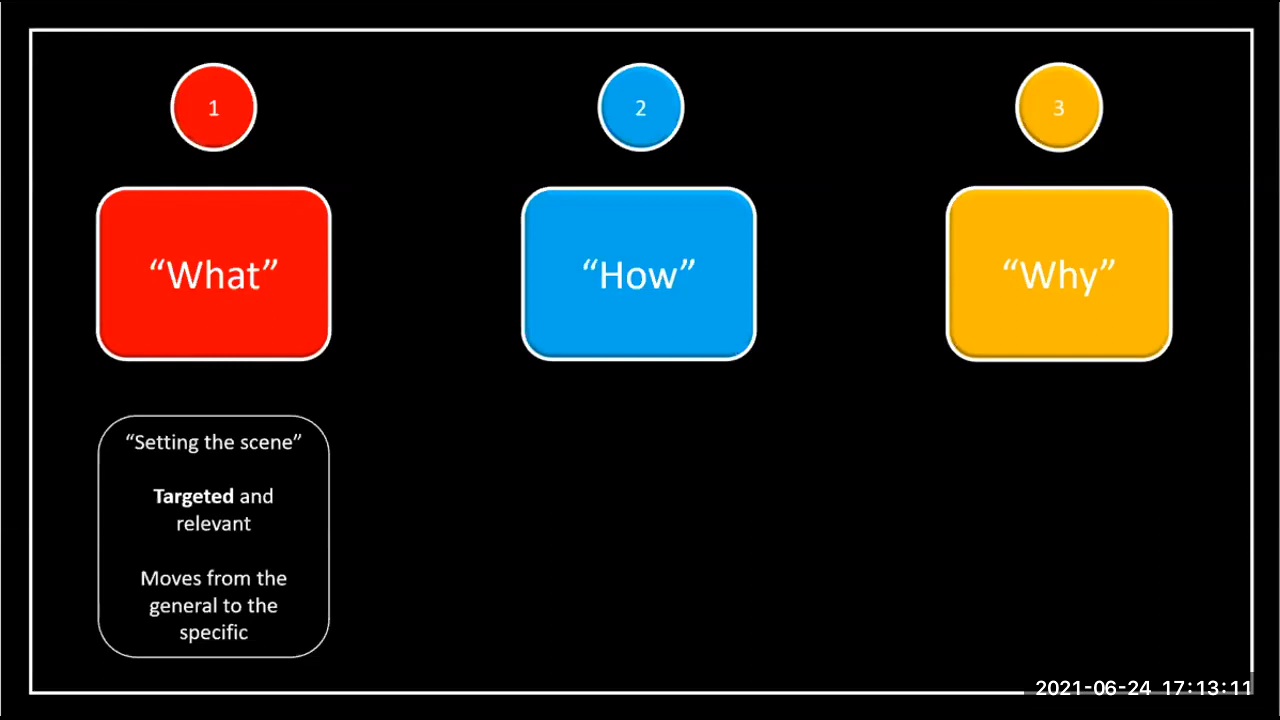 1
2
3
“What”
“How”
“Why”
“Setting the scene”
Targeted and
relevant
Moves from the
general to the
specific
2021-06-24 17:13:11